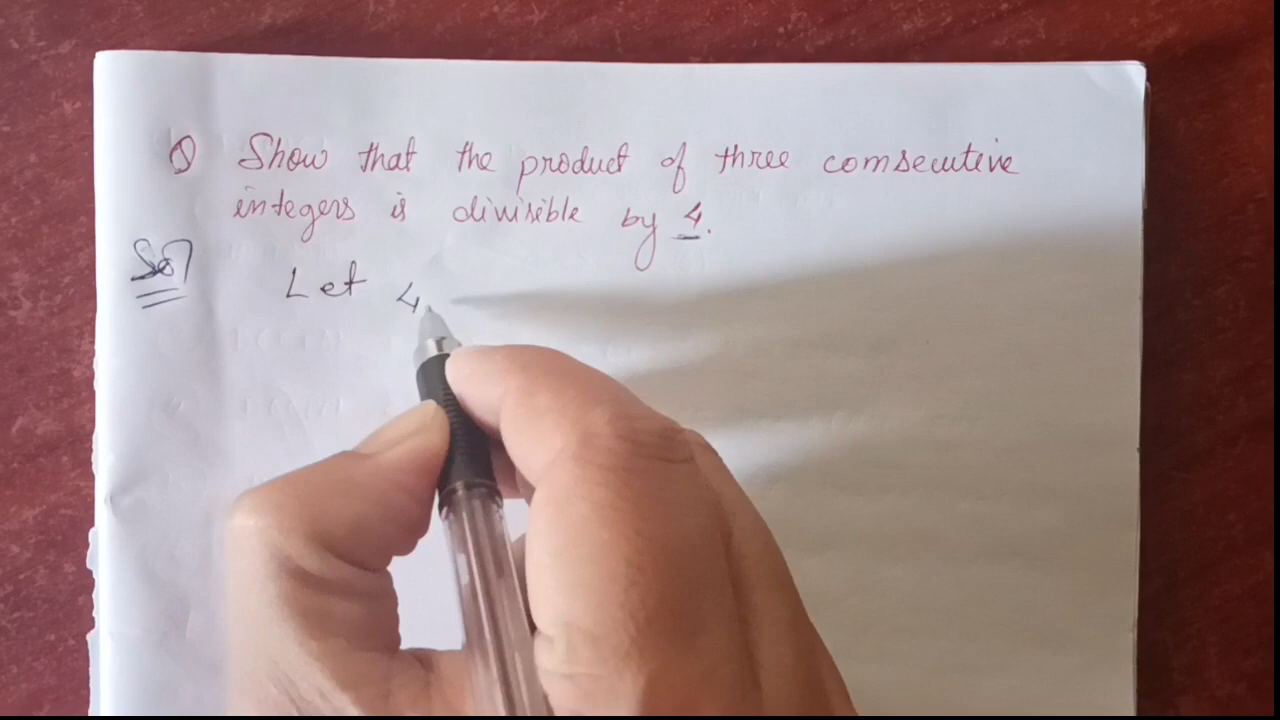 Q Show that the product of three comsecutive
integers is divisible by 4.
Sol
Let 4